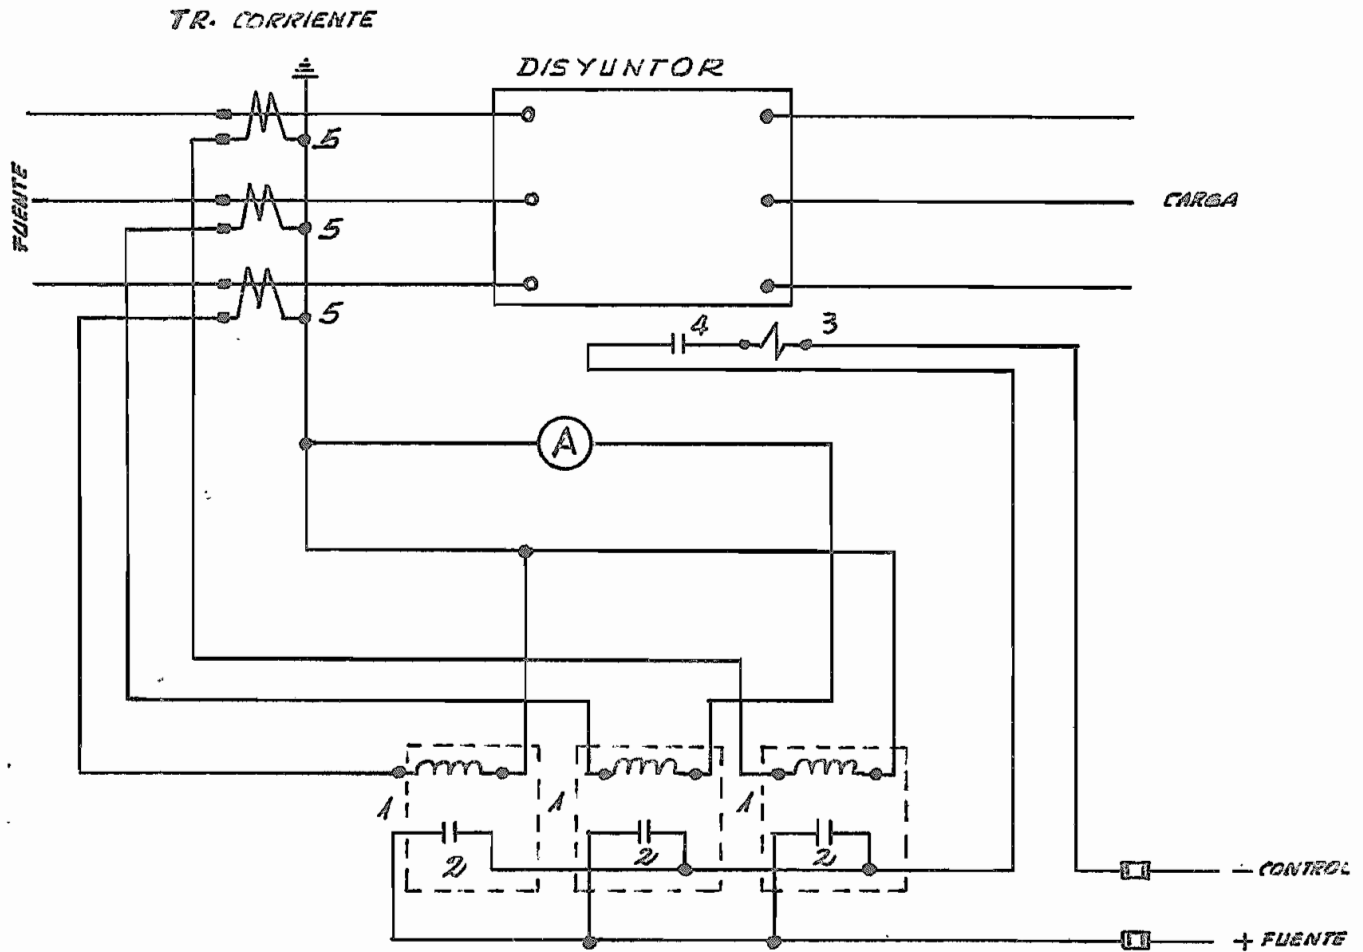 TR. CORRIENTE
DISYUNTOR
5
FUENTE
5
CARGA
5
4
3
A
1
1
1
2
2
2
- CONTROL
+ FUENTE